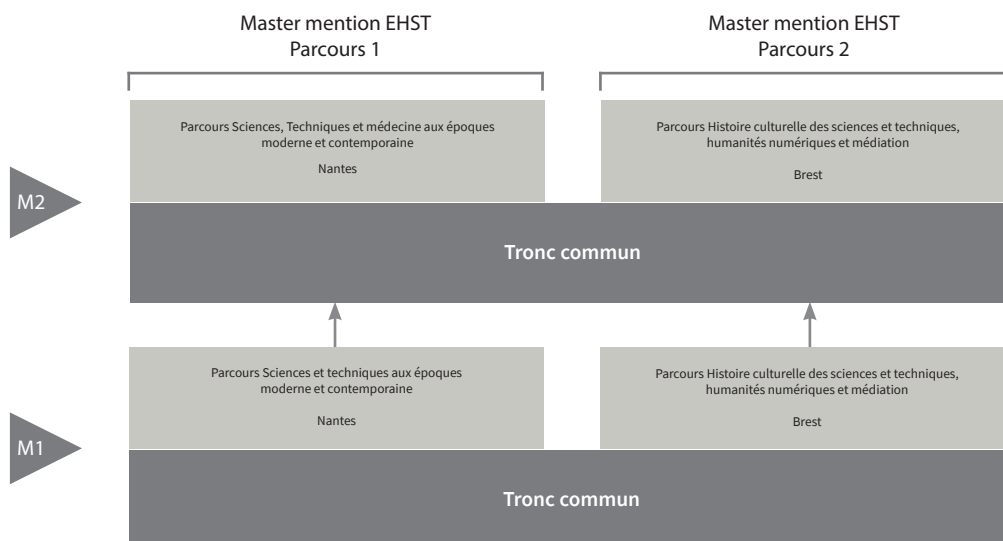 Master mention EHST
Parcours 1
Master mention EHST
Parcours 2
Parcours Sciences, Techniques et médecine aux époques
moderne et contemporaine
Nantes
Parcours Histoire culturelle des sciences et techniques,
humanités numériques et médiation
Brest
M2
Tronc commun
Parcours Sciences et techniques aux époques
moderne et contemporaine
Nantes
Parcours Histoire culturelle des sciences et techniques,
humanités numériques et médiation
Brest
M1
Tronc commun